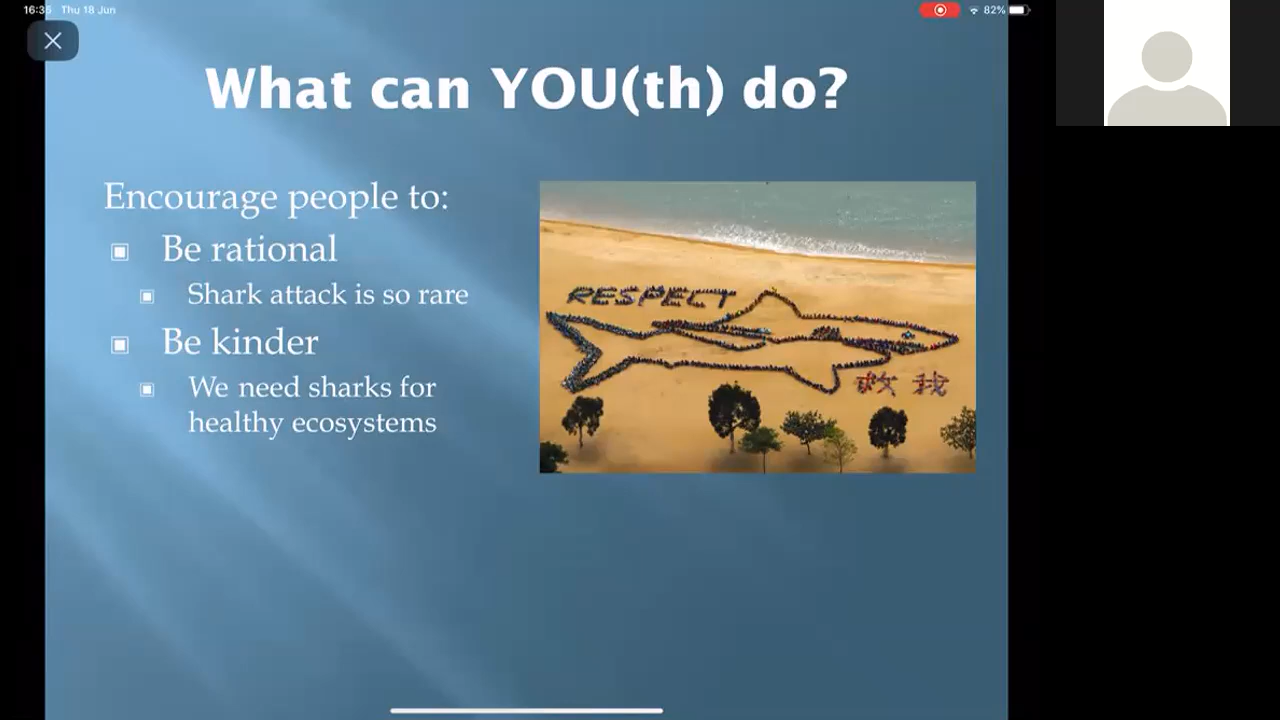 16:35 Thu 18 Jun
82%
What can YOU(th) do?
Encourage people to:
Be rational
Shark attack is so rare
Be kinder
We need sharks for
healthy ecosystems
RESPECT
救我